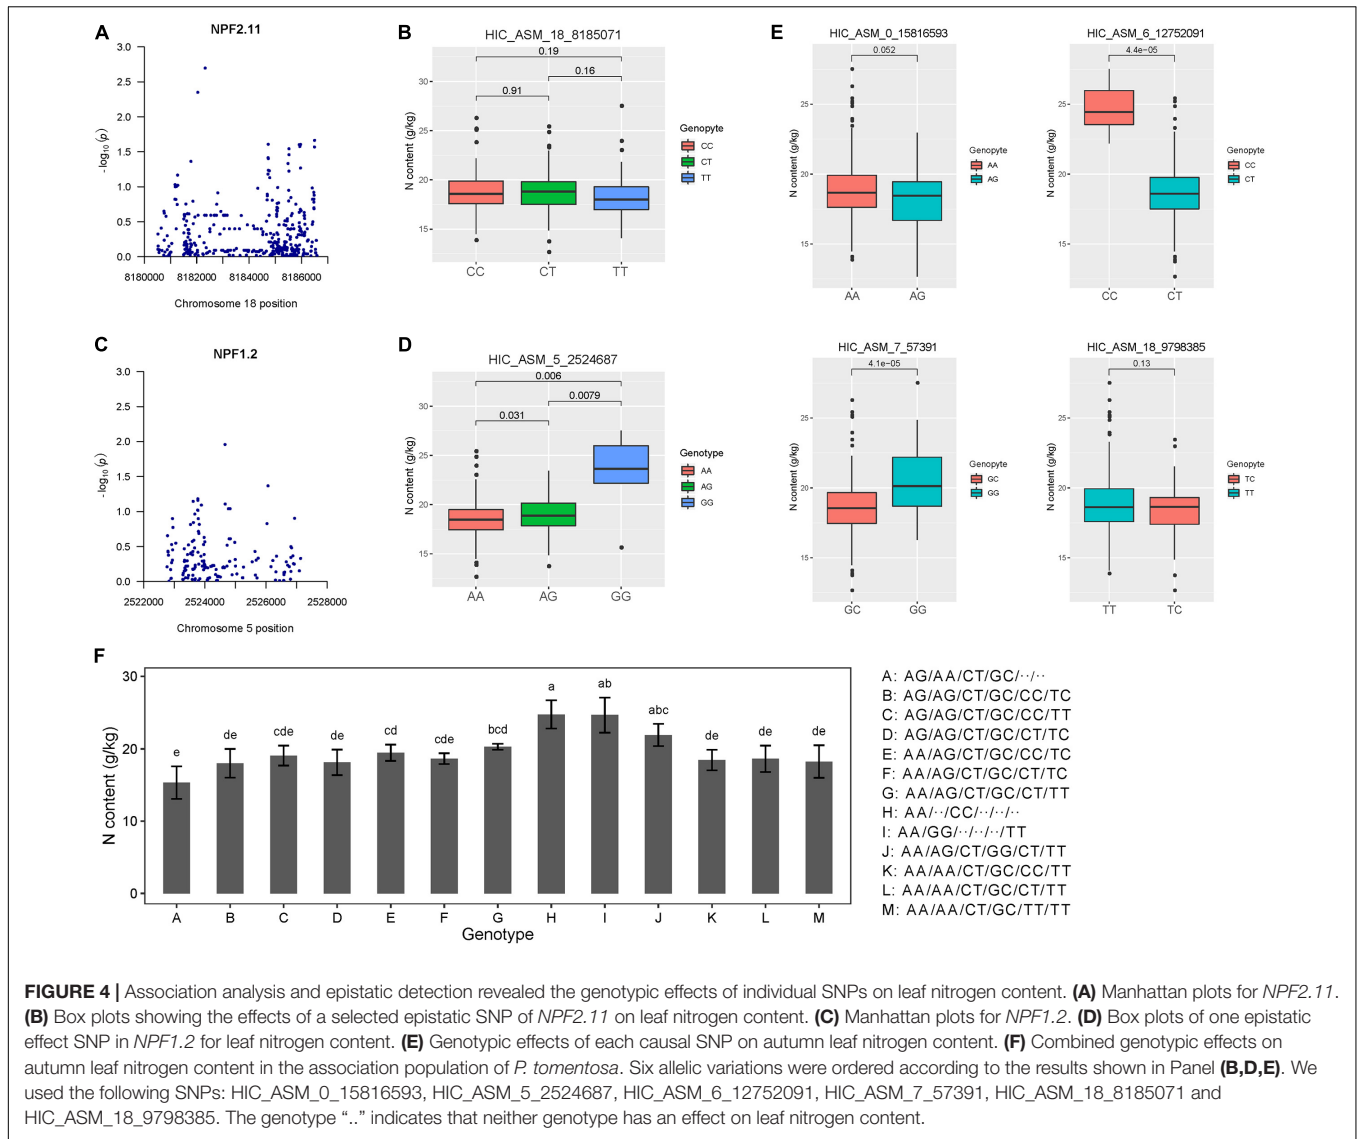 A
NPF2.11
3.0
2.5
2.0
1.5
1.0
0.5
0.0
-log10 (p)
8180000 8182000 8184000 8186000
Chromosome 18 position
B
HIC_ASM_18_8185071
0.19
0.16
0.91
30
25
20
15
N content (g/kg)
CC CT TT
Genopyte
CC
CT
TT
C
NPF1.2
3.0
2.5
2.0
1.5
1.0
0.5
0.0
-log10 (p)
2522000 2524000 2526000 2528000
Chromosome 5 position
D
HIC_ASM_5_2524687
0.006
0.0079
0.031
30
25
20
15
N content (g/kg)
AA AG GG
Genotype
AA
AG
GG
E
HIC_ASM_0_15816593
0.052
25
20
15
N content (g/kg)
AA AG
Genopyte
AA
AG
HIC_ASM_6_12752091
4.4e−05
25
20
15
N content (g/kg)
CC CT
Genopyte
CC
CT
HIC_ASM_7_57391
4.1e−05
25
20
15
N content (g/kg)
GC GG
Genopyte
GC
GG
HIC_ASM_18_9798385
0.13
25
20
15
N content (g/kg)
TT TC
Genopyte
TC
TT
F
30
20
10
0
N content (g/kg)
e de cde de cd cde bcd a ab abc de de de
A B C D E F G H I J K L M
Genotype
A: AG/AA/CT/GC/··/··
B: AG/AG/CT/GC/CC/TC
C: AG/AG/CT/GC/CC/TT
D: AG/AG/CT/GC/CT/TC
E: AA/AG/CT/GC/CC/TC
F: AA/AG/CT/GC/CT/TC
G: AA/AG/CT/GC/CT/TT
H: AA/··/CC/··/··/··
I: AA/GG/··/··/··/TT
J: AA/AG/CT/GG/CT/TT
K: AA/AA/CT/GC/CC/TT
L: AA/AA/CT/GC/CT/TT
M: AA/AA/CT/GC/TT/TT
FIGURE 4 | Association analysis and epistatic detection revealed the genotypic effects of individual SNPs on leaf nitrogen content. (A) Manhattan plots for NPF2.11.
(B) Box plots showing the effects of a selected epistatic SNP of NPF2.11 on leaf nitrogen content. (C) Manhattan plots for NPF1.2. (D) Box plots of one epistatic
effect SNP in NPF1.2 for leaf nitrogen content. (E) Genotypic effects of each causal SNP on autumn leaf nitrogen content. (F) Combined genotypic effects on
autumn leaf nitrogen content in the association population of P. tomentosa. Six allelic variations were ordered according to the results shown in Panel (B,D,E). We
used the following SNPs: HIC_ASM_0_15816593, HIC_ASM_5_2524687, HIC_ASM_6_12752091, HIC_ASM_7_57391, HIC_ASM_18_8185071 and
HIC_ASM_18_9798385. The genotype “..” indicates that neither genotype has an effect on leaf nitrogen content.